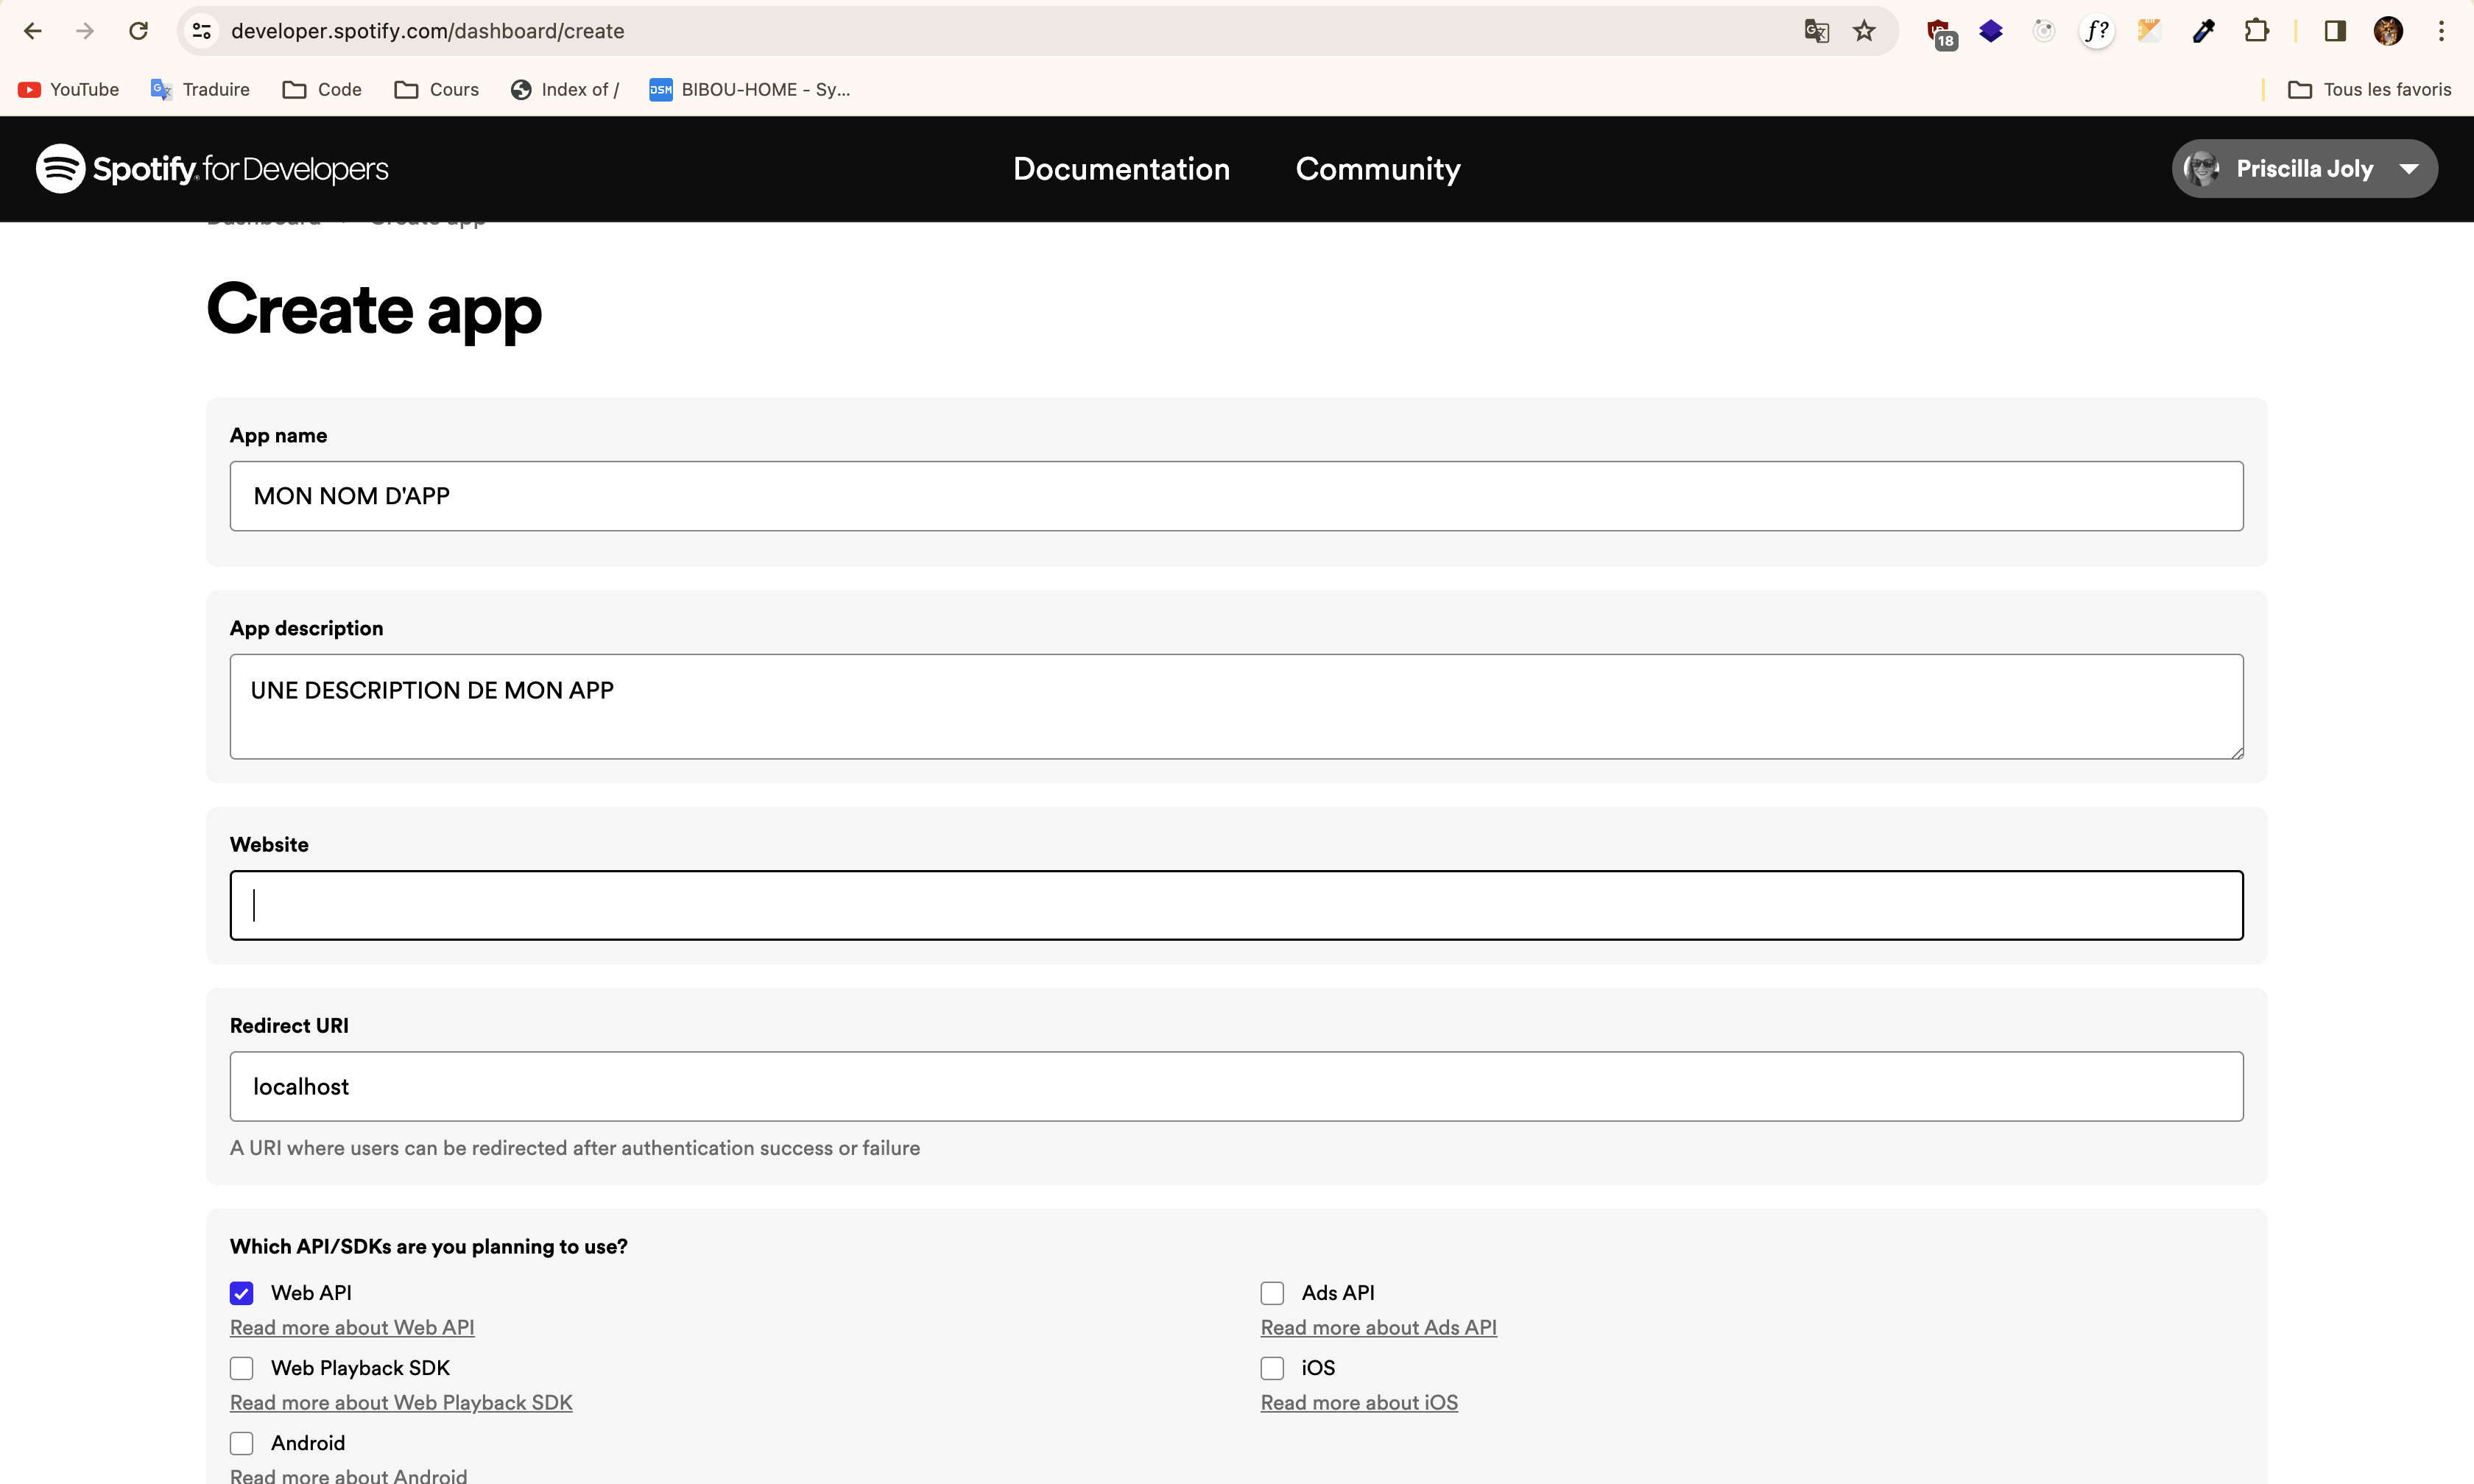 developer.spotify.com/dashboard/create
18
f?
YouTube
Traduire
Code
Cours
Index of /
DSM
BIBOU-HOME - Sy...
Tous les favoris
Spotify for Developers
Documentation
Community
Priscilla Joly
Dashboard
Create app
Create app
App name
MON NOM D'APP
App description
UNE DESCRIPTION DE MON APP
Website
Redirect URI
localhost
A URI where users can be redirected after authentication success or failure
Which API/SDKs are you planning to use?
Web API
Ads API
Read more about Web API
Read more about Ads API
Web Playback SDK
iOS
Read more about Web Playback SDK
Read more about iOS
Android
Read more about Android